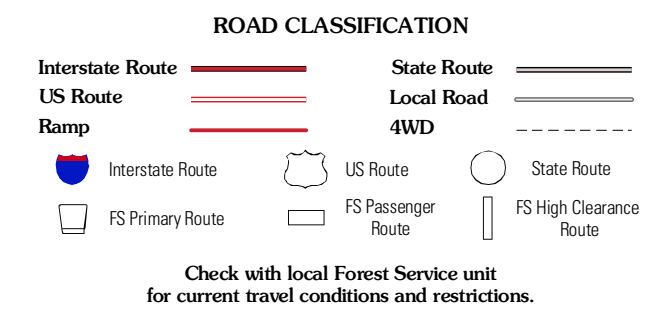 ROAD CLASSIFICATION
Interstate Route
State Route
US Route
Local Road
Ramp
4WD
Interstate Route
US Route
State Route
FS Primary Route
FS Passenger
Route
FS High Clearance
Route
Check with local Forest Service unit
for current travel conditions and restrictions.